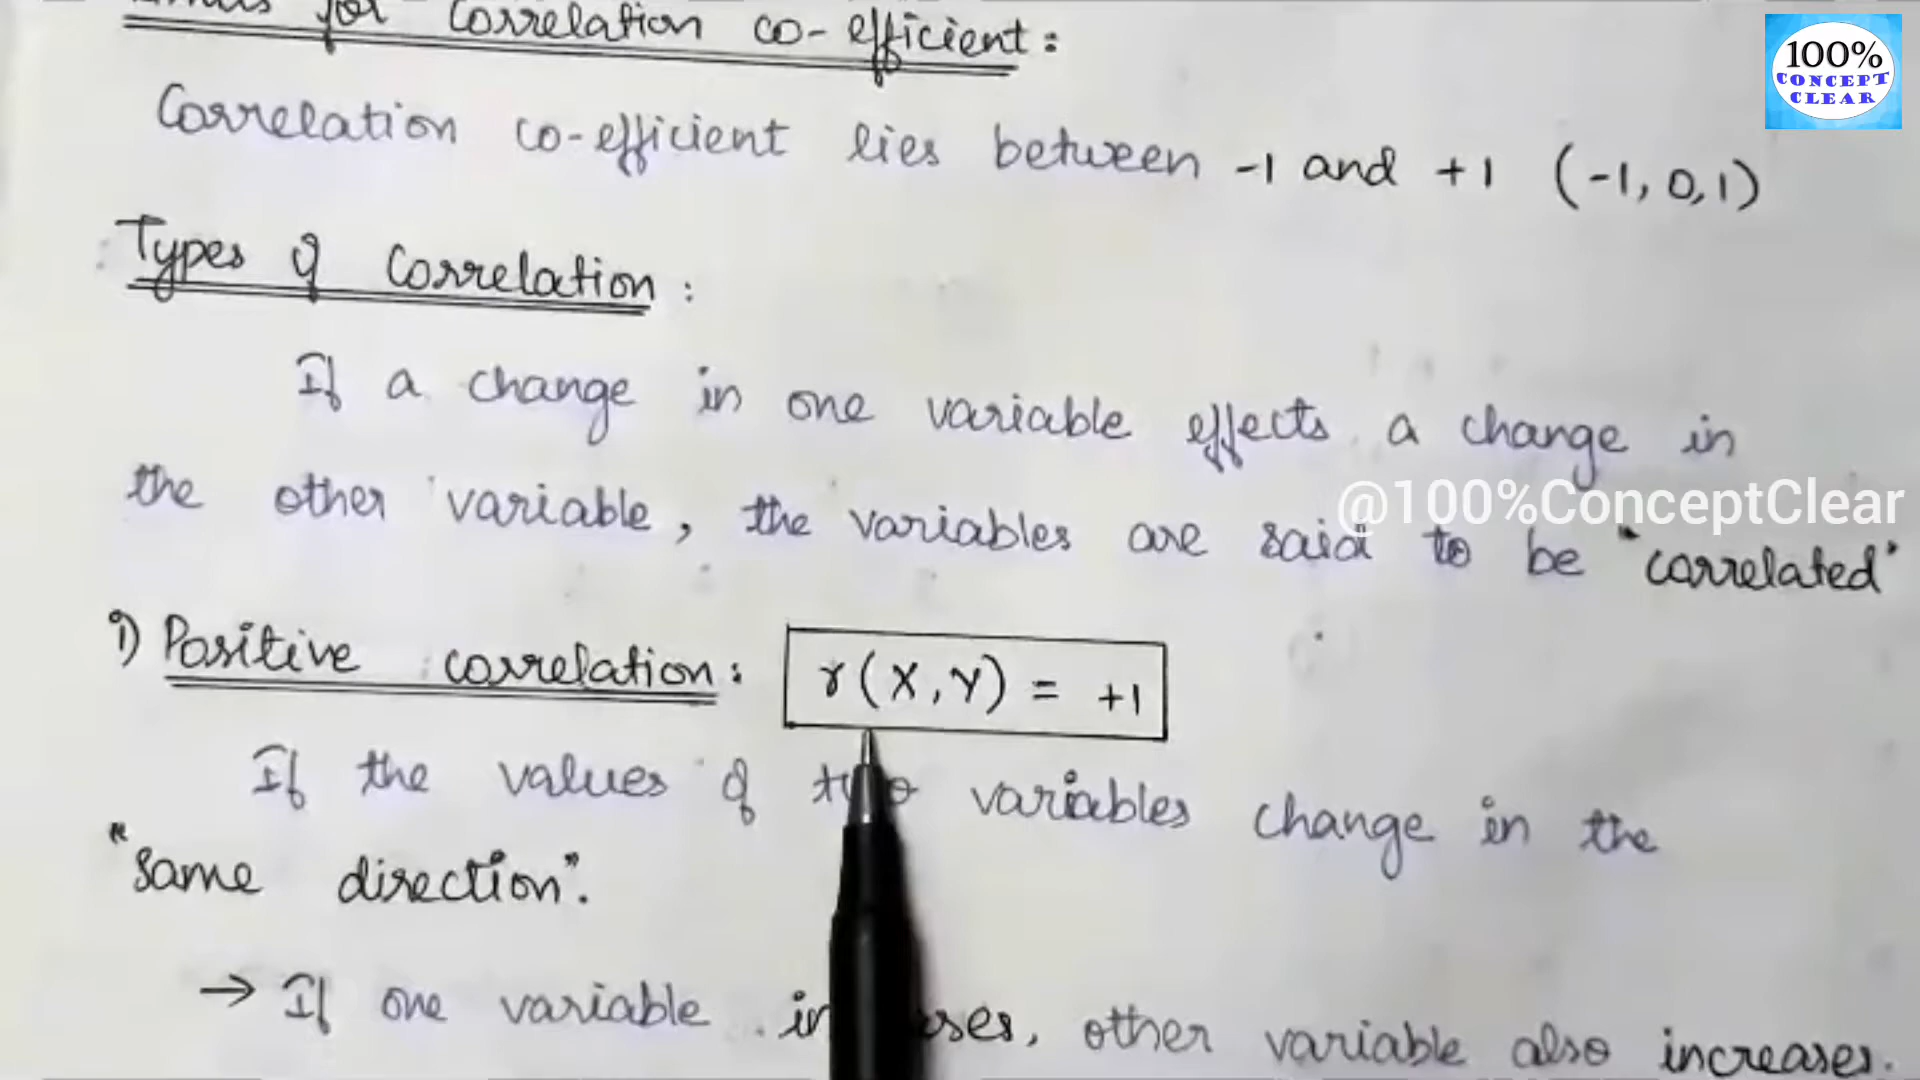 for Correlation co-efficient:
100%
CONCEPT
CLEAR
Correlation co-efficient lies between -1 and +1 (-1, 0, 1)
Types of Correlation:
If a change in one variable effects a change in
@100%ConceptClear
the other variable, the variables are said to be "correlated"
i) Positive correlation: r(X,Y) = +1
If the values of two variables change in the
"same direction".
→ If one variable increases, other variable also increases.